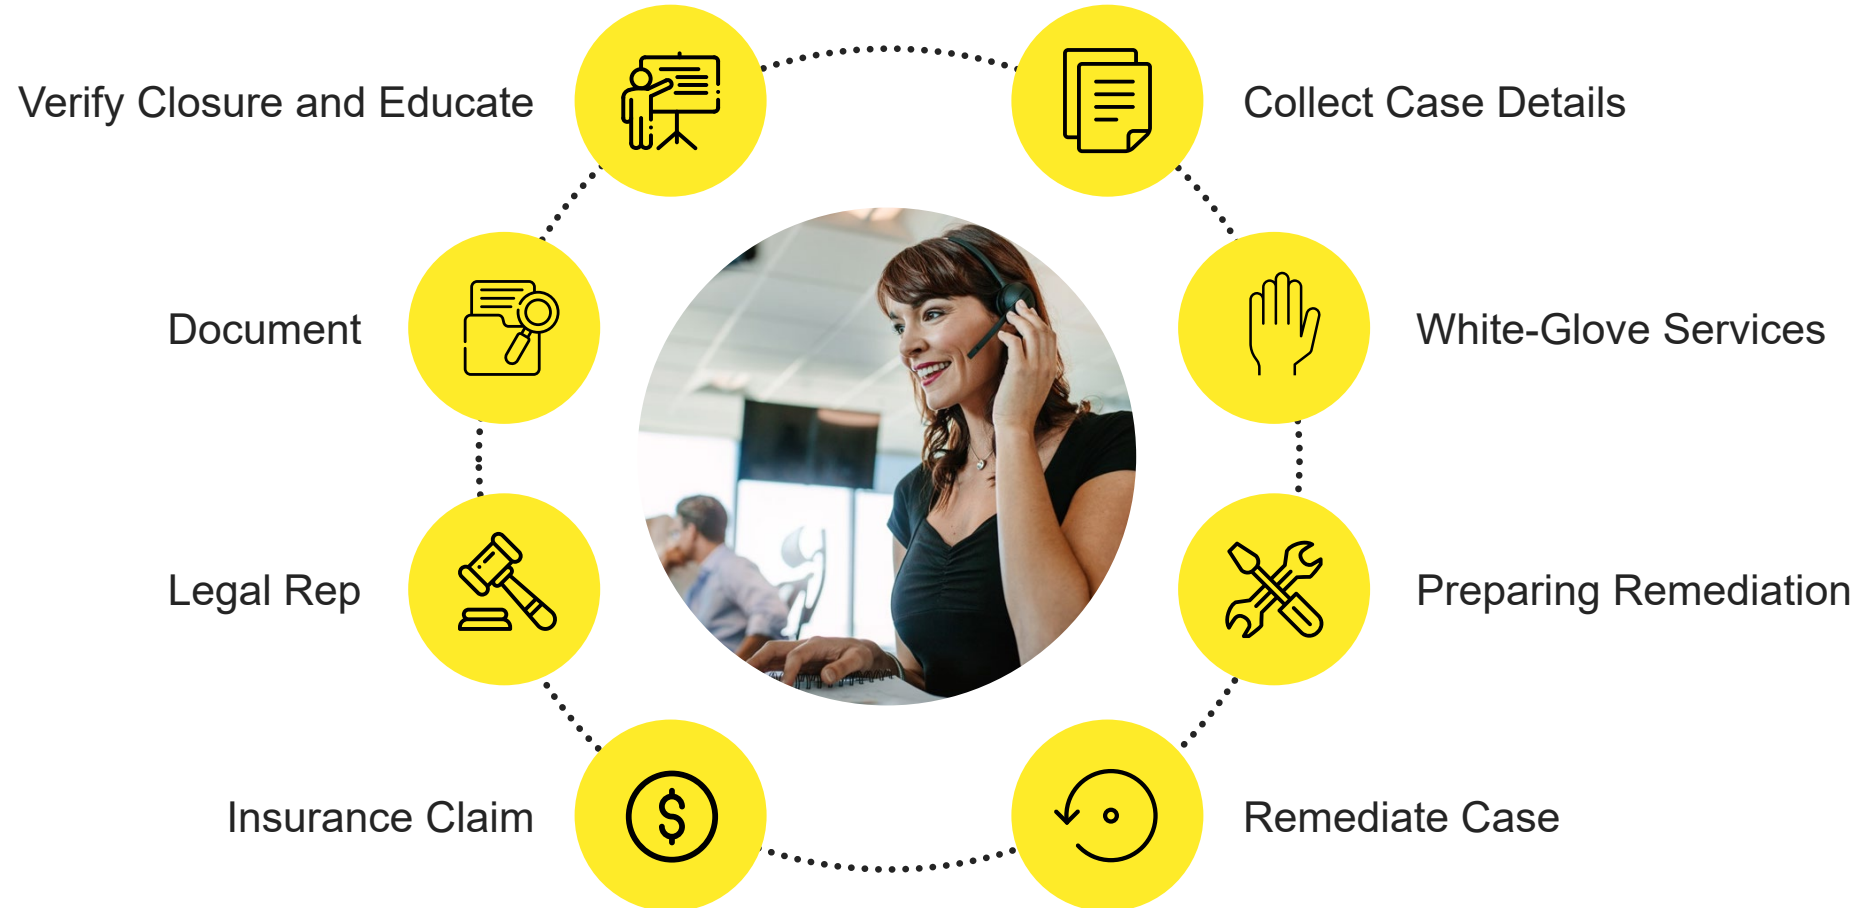 Verify Closure and Educate
Collect Case Details
Document
White-Glove Services
Legal Rep
Preparing Remediation
Insurance Claim
Remediate Case
$